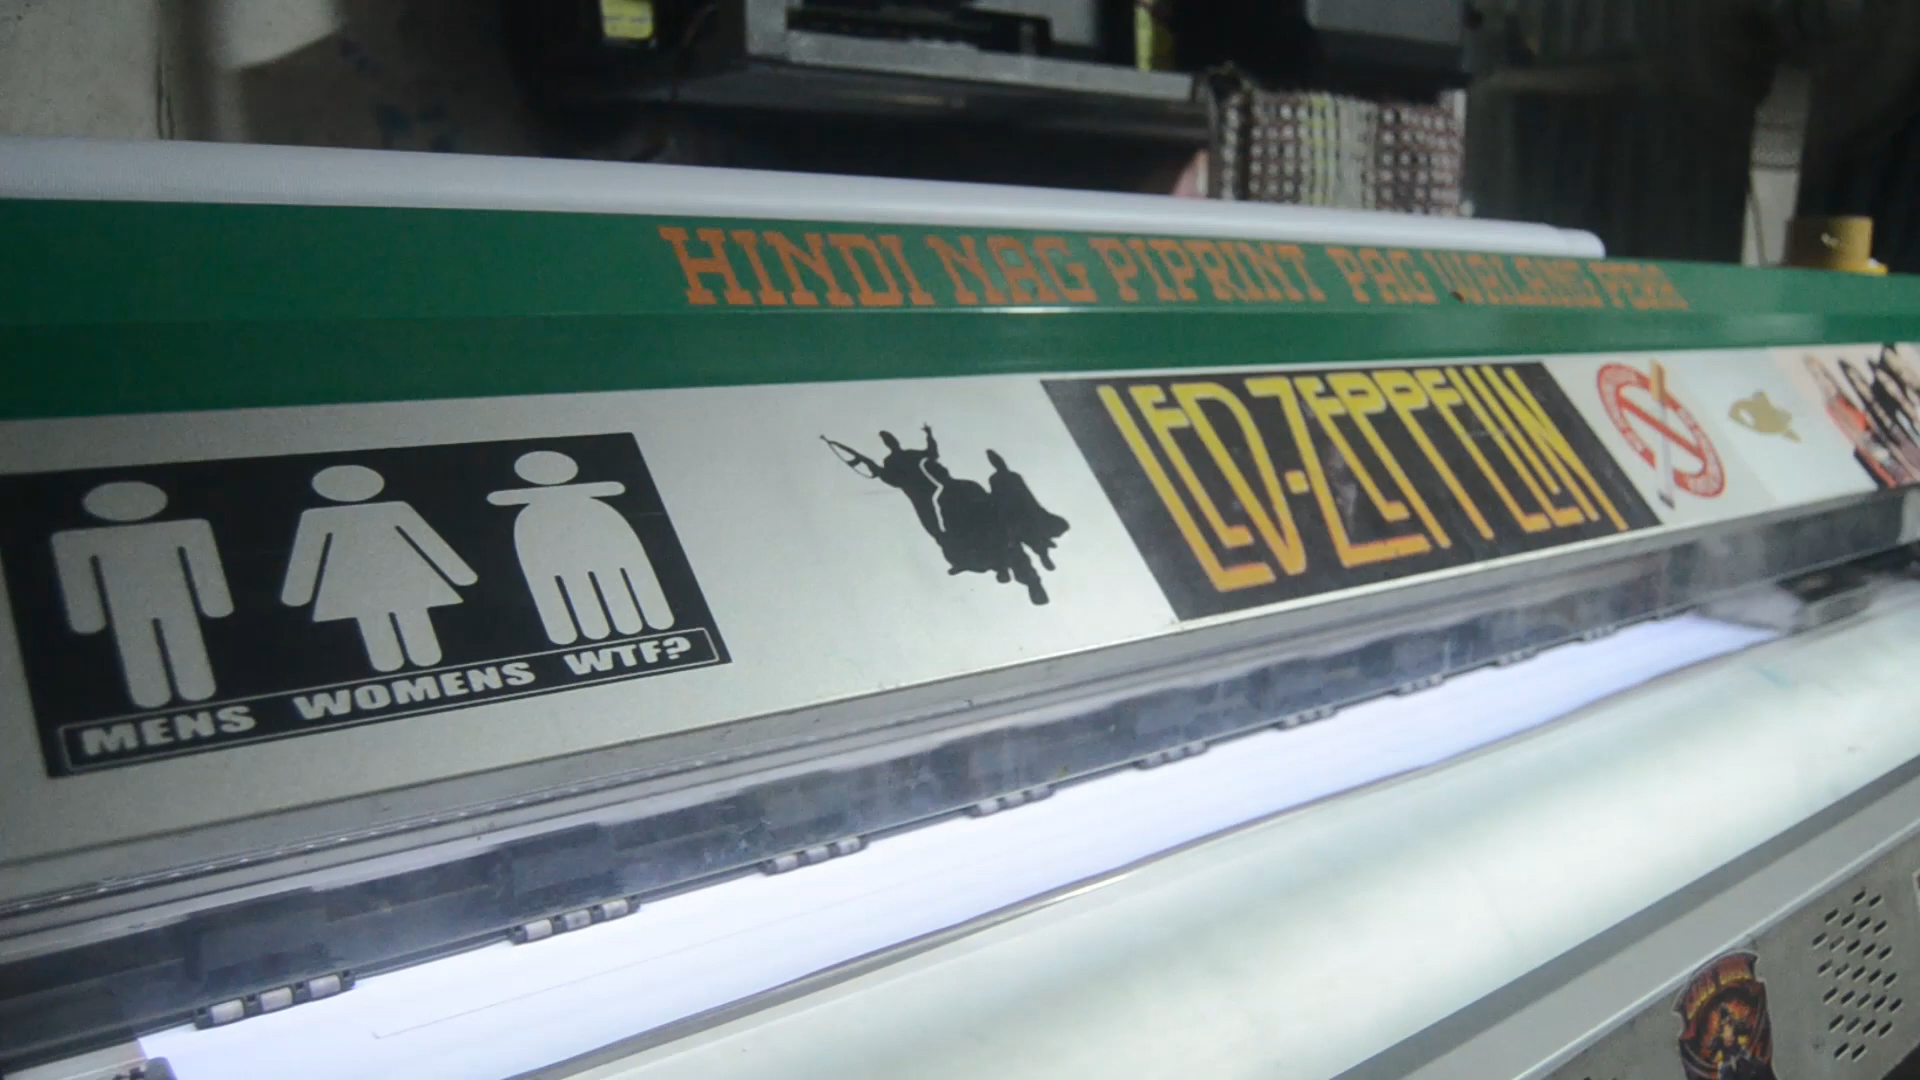 HINDI NAG PIPRINT PAG WALANG PERA
LED-ZEPPELIN
MENS WOMENS WTF?